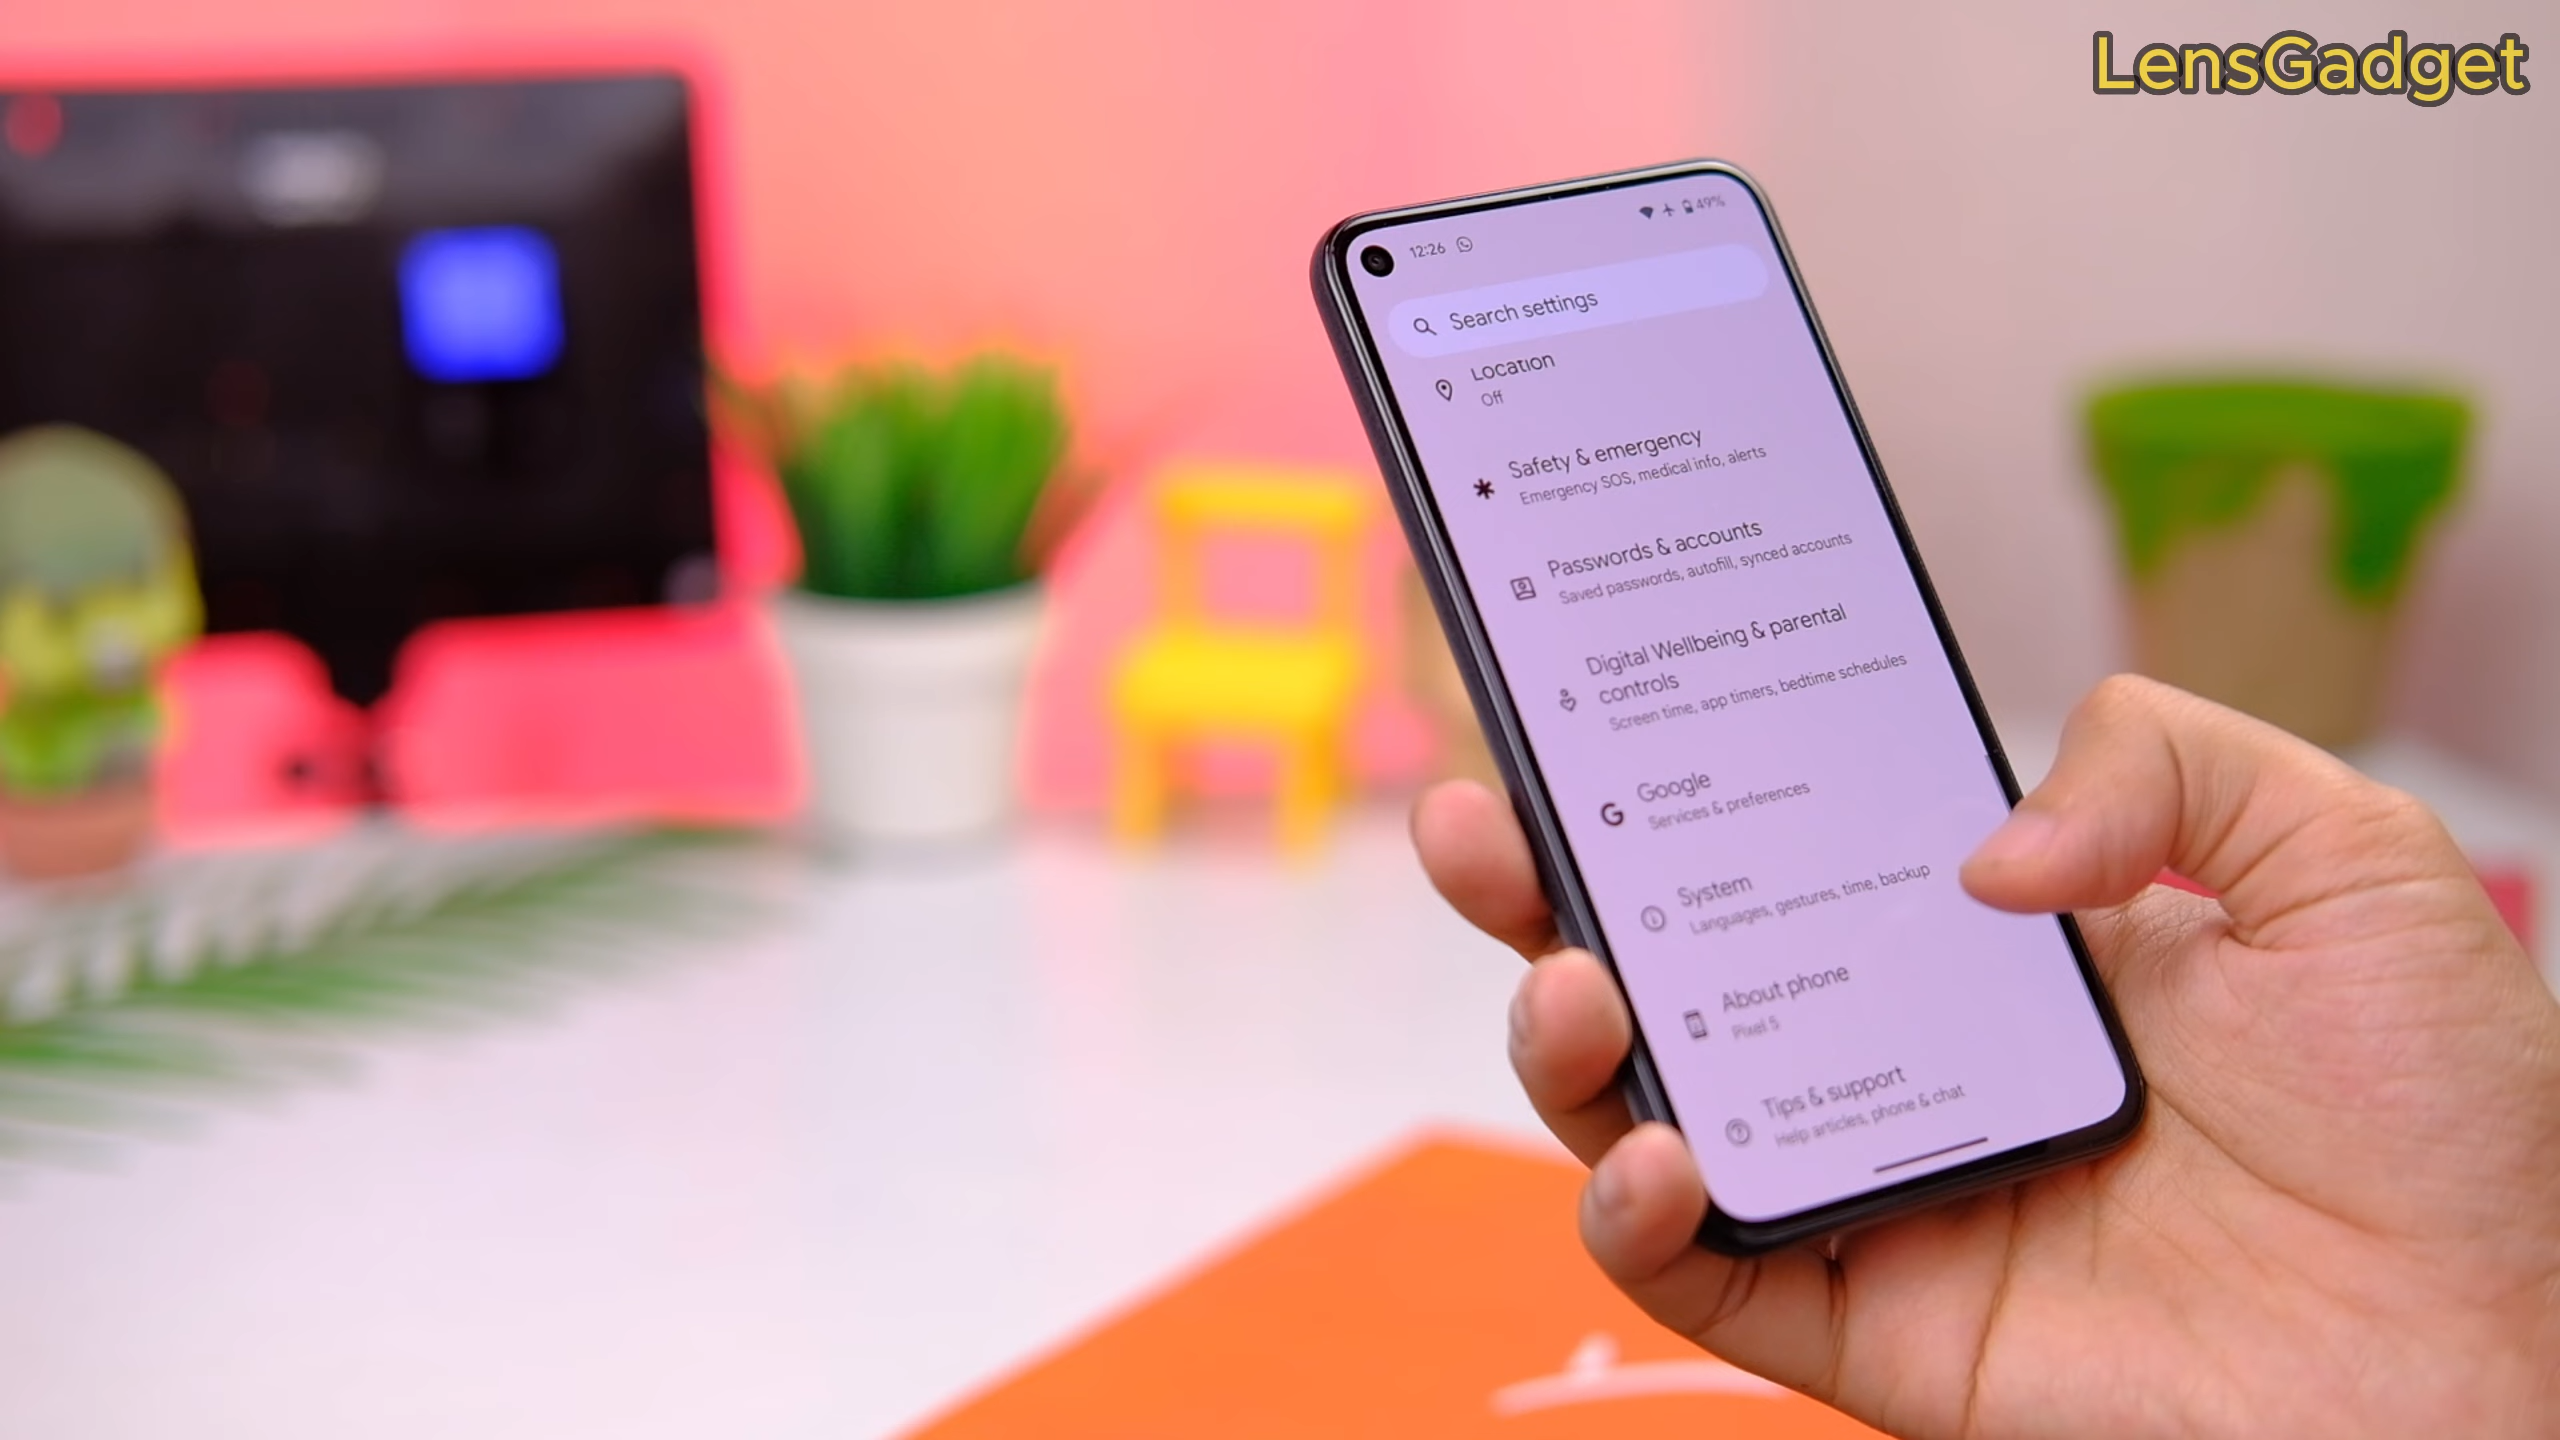 LensGadget
12:26
49%
Search settings
Location
Off
Safety & emergency
Emergency SOS, medical info, alerts
Passwords & accounts
Saved passwords, autofill, synced accounts
Digital Wellbeing & parental
controls
Screen time, app timers, bedtime schedules
Google
Services & preferences
System
Languages, gestures, time, backup
About phone
Pixel 5
Tips & support
Help articles, phone & chat